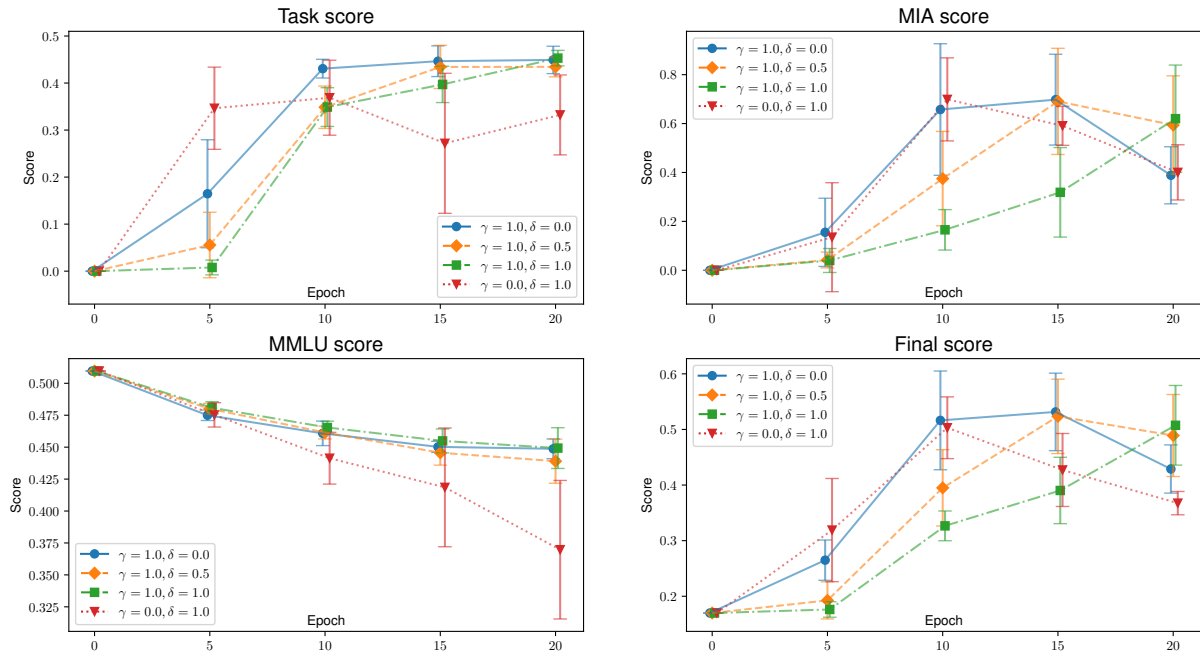 Task score
0.5
0.4
0.3
0.2
0.1
0.0
Score
γ = 1.0, δ = 0.0
γ = 1.0, δ = 0.5
γ = 1.0, δ = 1.0
γ = 0.0, δ = 1.0
Epoch
0 5 10 15 20
MIA score
0.8
0.6
0.4
0.2
0.0
Score
γ = 1.0, δ = 0.0
γ = 1.0, δ = 0.5
γ = 1.0, δ = 1.0
γ = 0.0, δ = 1.0
Epoch
0 5 10 15 20
MMLU score
0.500
0.475
0.450
0.425
0.400
0.375
0.350
0.325
Score
γ = 1.0, δ = 0.0
γ = 1.0, δ = 0.5
γ = 1.0, δ = 1.0
γ = 0.0, δ = 1.0
Epoch
0 5 10 15 20
Final score
0.6
0.5
0.4
0.3
0.2
Score
γ = 1.0, δ = 0.0
γ = 1.0, δ = 0.5
γ = 1.0, δ = 1.0
γ = 0.0, δ = 1.0
Epoch
0 5 10 15 20